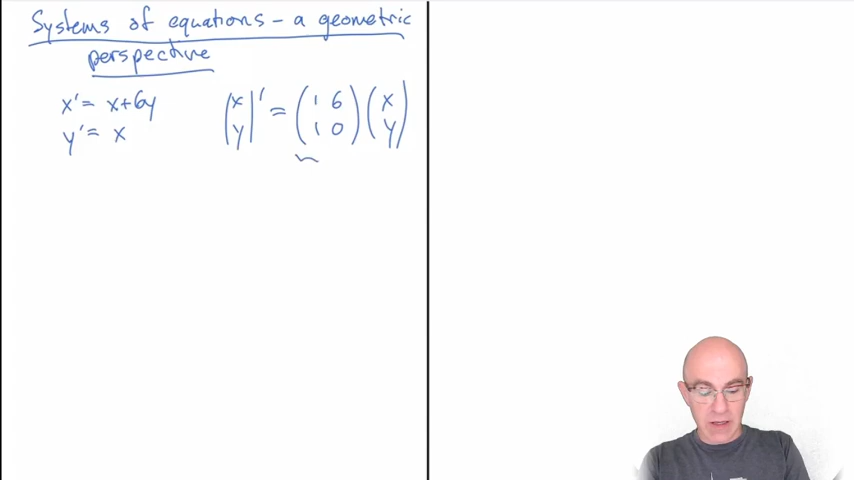 Systems of equations - a geometric
perspective
x' = x+6y
y' = x
(x y)' = (1 6 1 0) (x y)